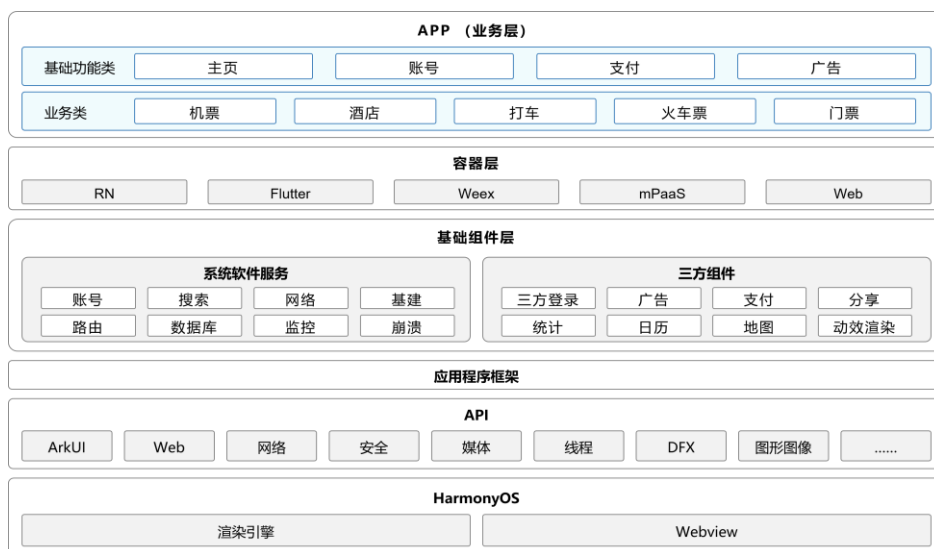 APP （业务层）
基础功能类 主页 账号 支付 广告
业务类 机票 酒店 打车 火车票 门票
容器层
RN Flutter Weex mPaaS Web
基础组件层
系统软件服务
账号 搜索 网络 基建
路由 数据库 监控 崩溃
三方组件
三方登录 广告 支付 分享
统计 日历 地图 动效渲染
应用程序框架
API
ArkUI Web 网络 安全 媒体 线程 DFX 图形图像 ......
HarmonyOS
渲染引擎 Webview